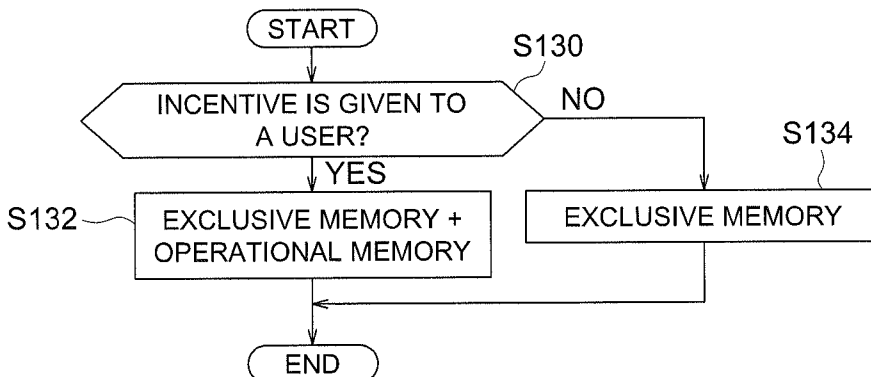 START
S130
INCENTIVE IS GIVEN TO
A USER?
NO
YES
S134
S132
EXCLUSIVE MEMORY +
OPERATIONAL MEMORY
EXCLUSIVE MEMORY
END